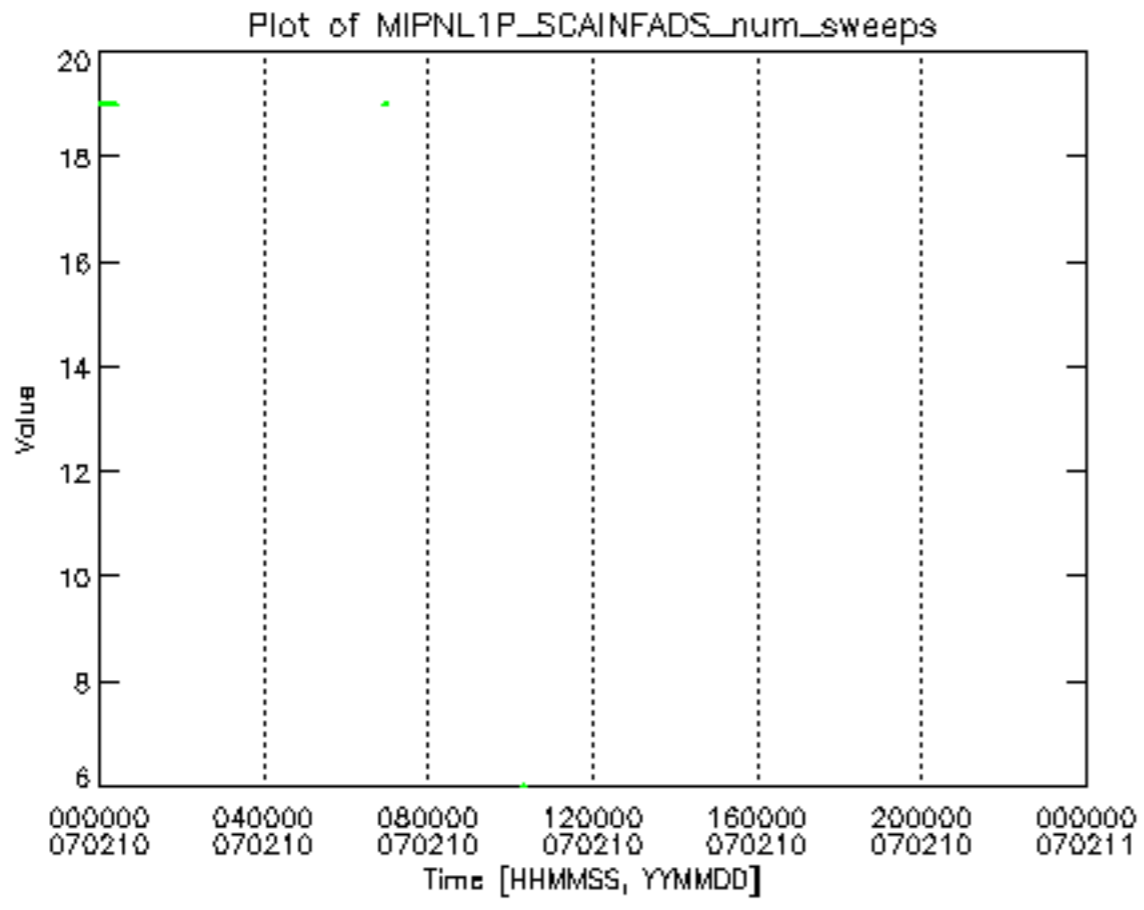 Plot of MIPNL1P_SCAINFADS_num_sweeps
20
18
16
14
12
10
8
6
Value
000000 040000 080000 120000 160000 200000 000000
070210 070210 070210 070210 070210 070210 070211
Time [HHMMSS, YYMMDD]